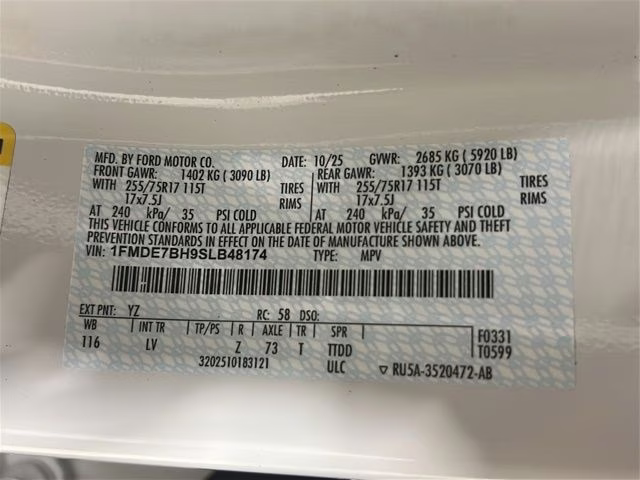 MFD. BY FORD MOTOR CO. DATE: 10/25 GVWR: 2685 KG ( 5920 LB)
FRONT GAWR: 1402 KG ( 3090 LB) REAR GAWR: 1393 KG ( 3070 LB)
WITH 255/75R17 115T TIRES WITH 255/75R17 115T TIRES
17x7.5J RIMS 17x7.5J RIMS
AT 240 kPa/ 35 PSI COLD AT 240 kPa/ 35 PSI COLD
THIS VEHICLE CONFORMS TO ALL APPLICABLE FEDERAL MOTOR VEHICLE SAFETY AND THEFT
PREVENTION STANDARDS IN EFFECT ON THE DATE OF MANUFACTURE SHOWN ABOVE.
VIN: 1FMDE7BH9SLB48174 TYPE: MPV
EXT PNT: YZ RC: 58 DSO:
WB INT TR TP/PS R AXLE TR SPR F0331
116 LV Z 73 T TTDD T0599
3202510183121 ULC ▽ RU5A-3520472-AB